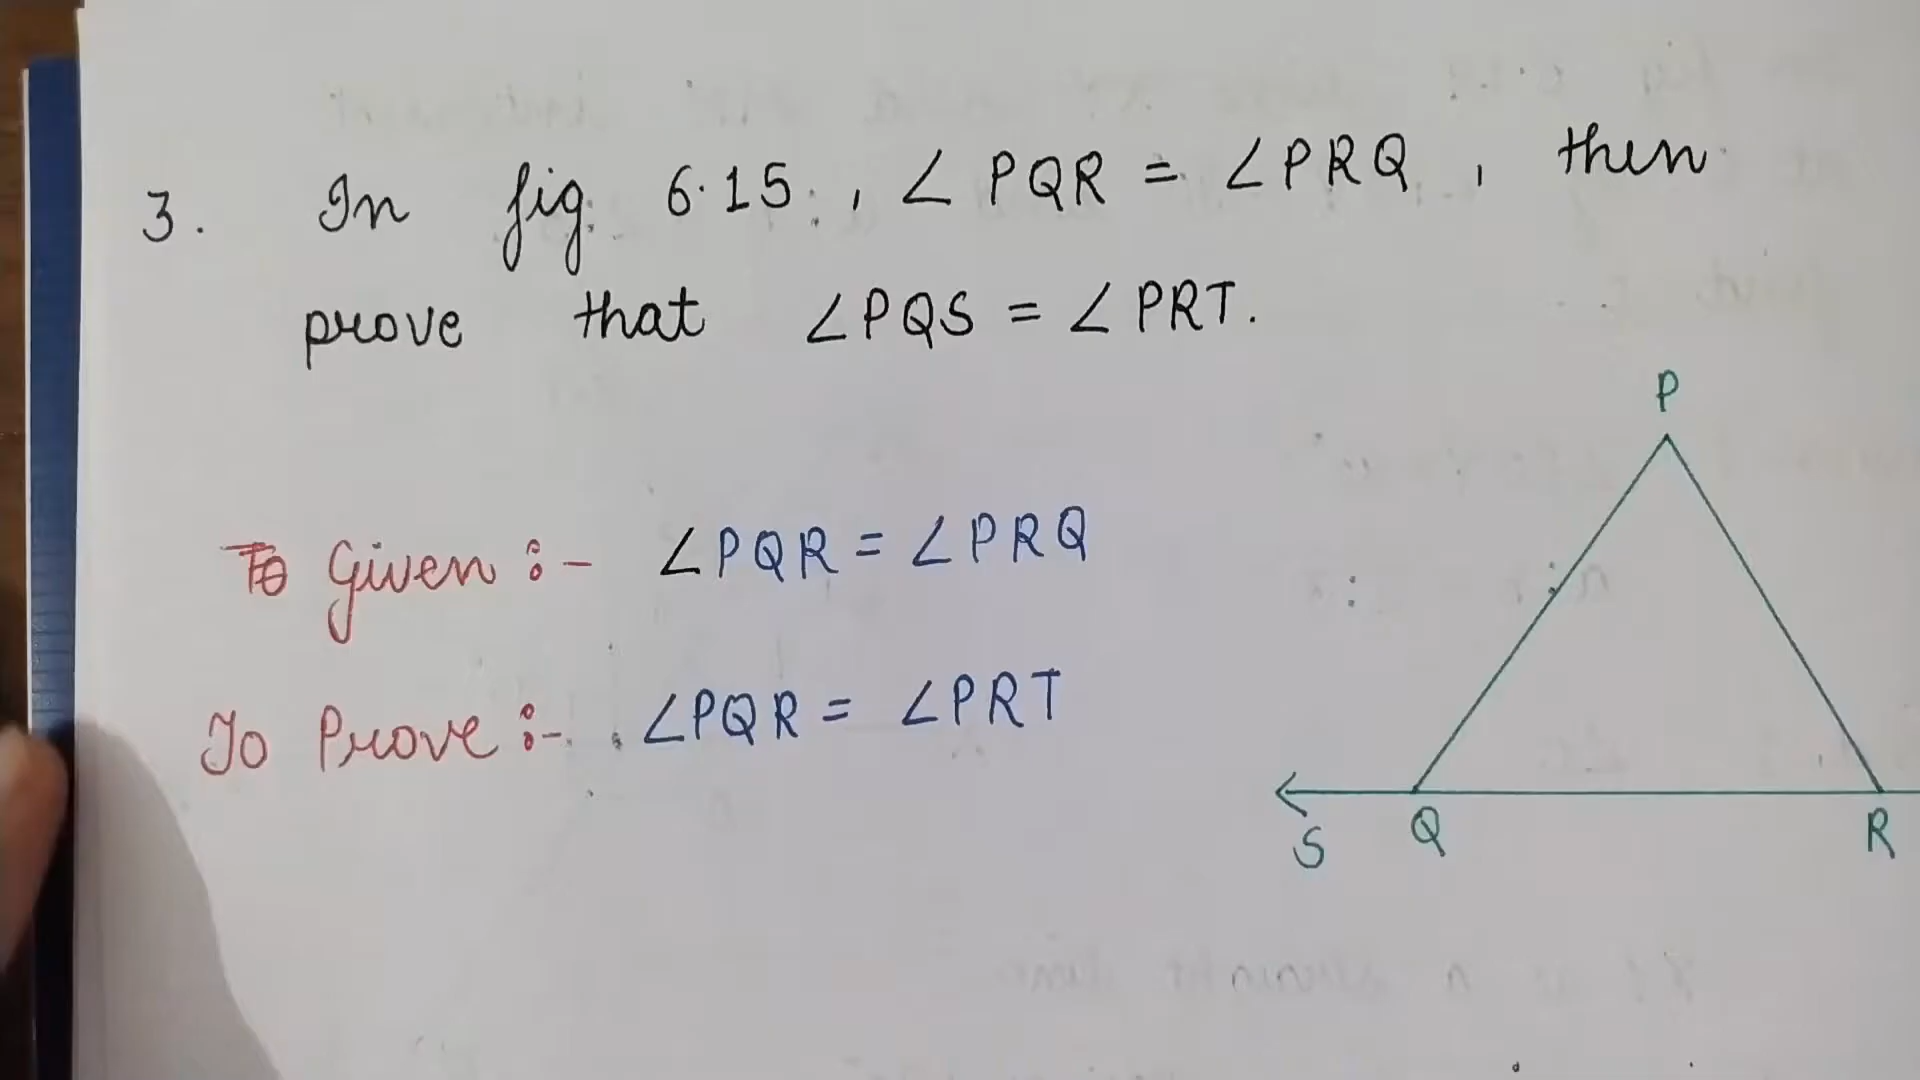 3. In fig. 6.15, ∠PQR = ∠PRQ, then
prove that ∠PQS = ∠PRT.
P
To Given :- ∠PQR = ∠PRQ
To Prove :- ∠PQR = ∠PRT
S Q R